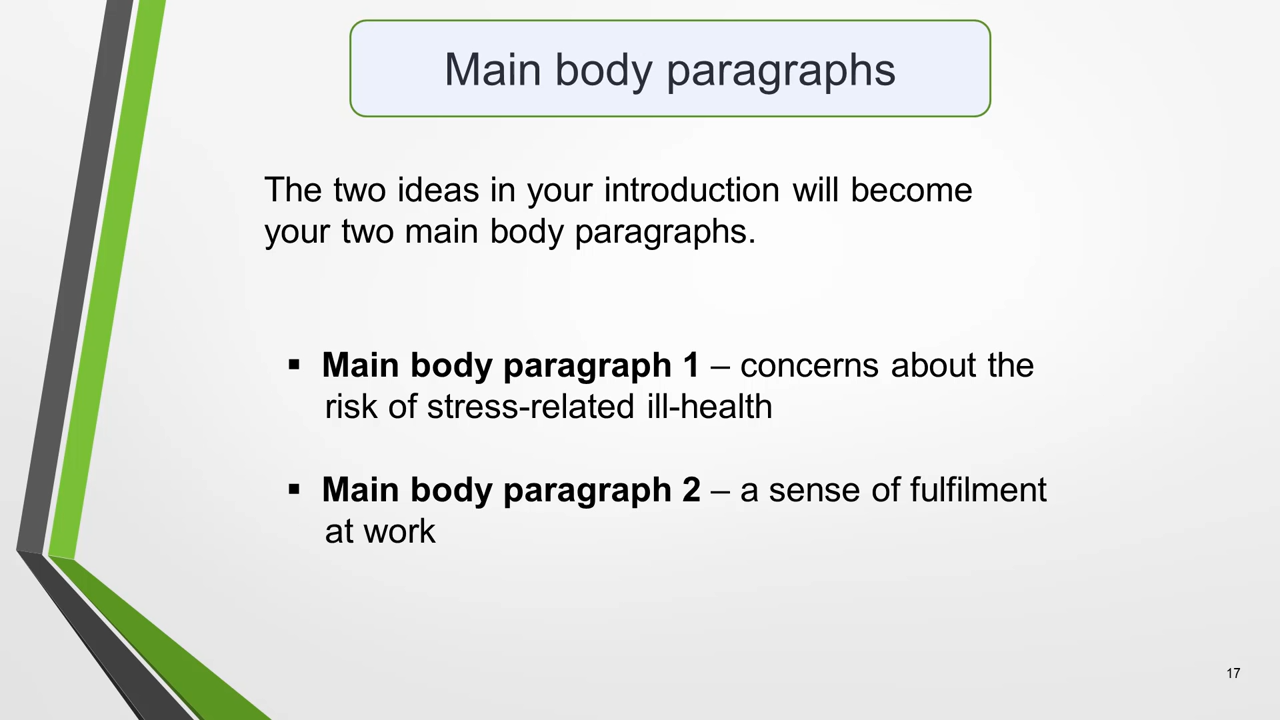 Main body paragraphs
The two ideas in your introduction will become
your two main body paragraphs.
▪ Main body paragraph 1 – concerns about the
risk of stress-related ill-health
▪ Main body paragraph 2 – a sense of fulfilment
at work
17